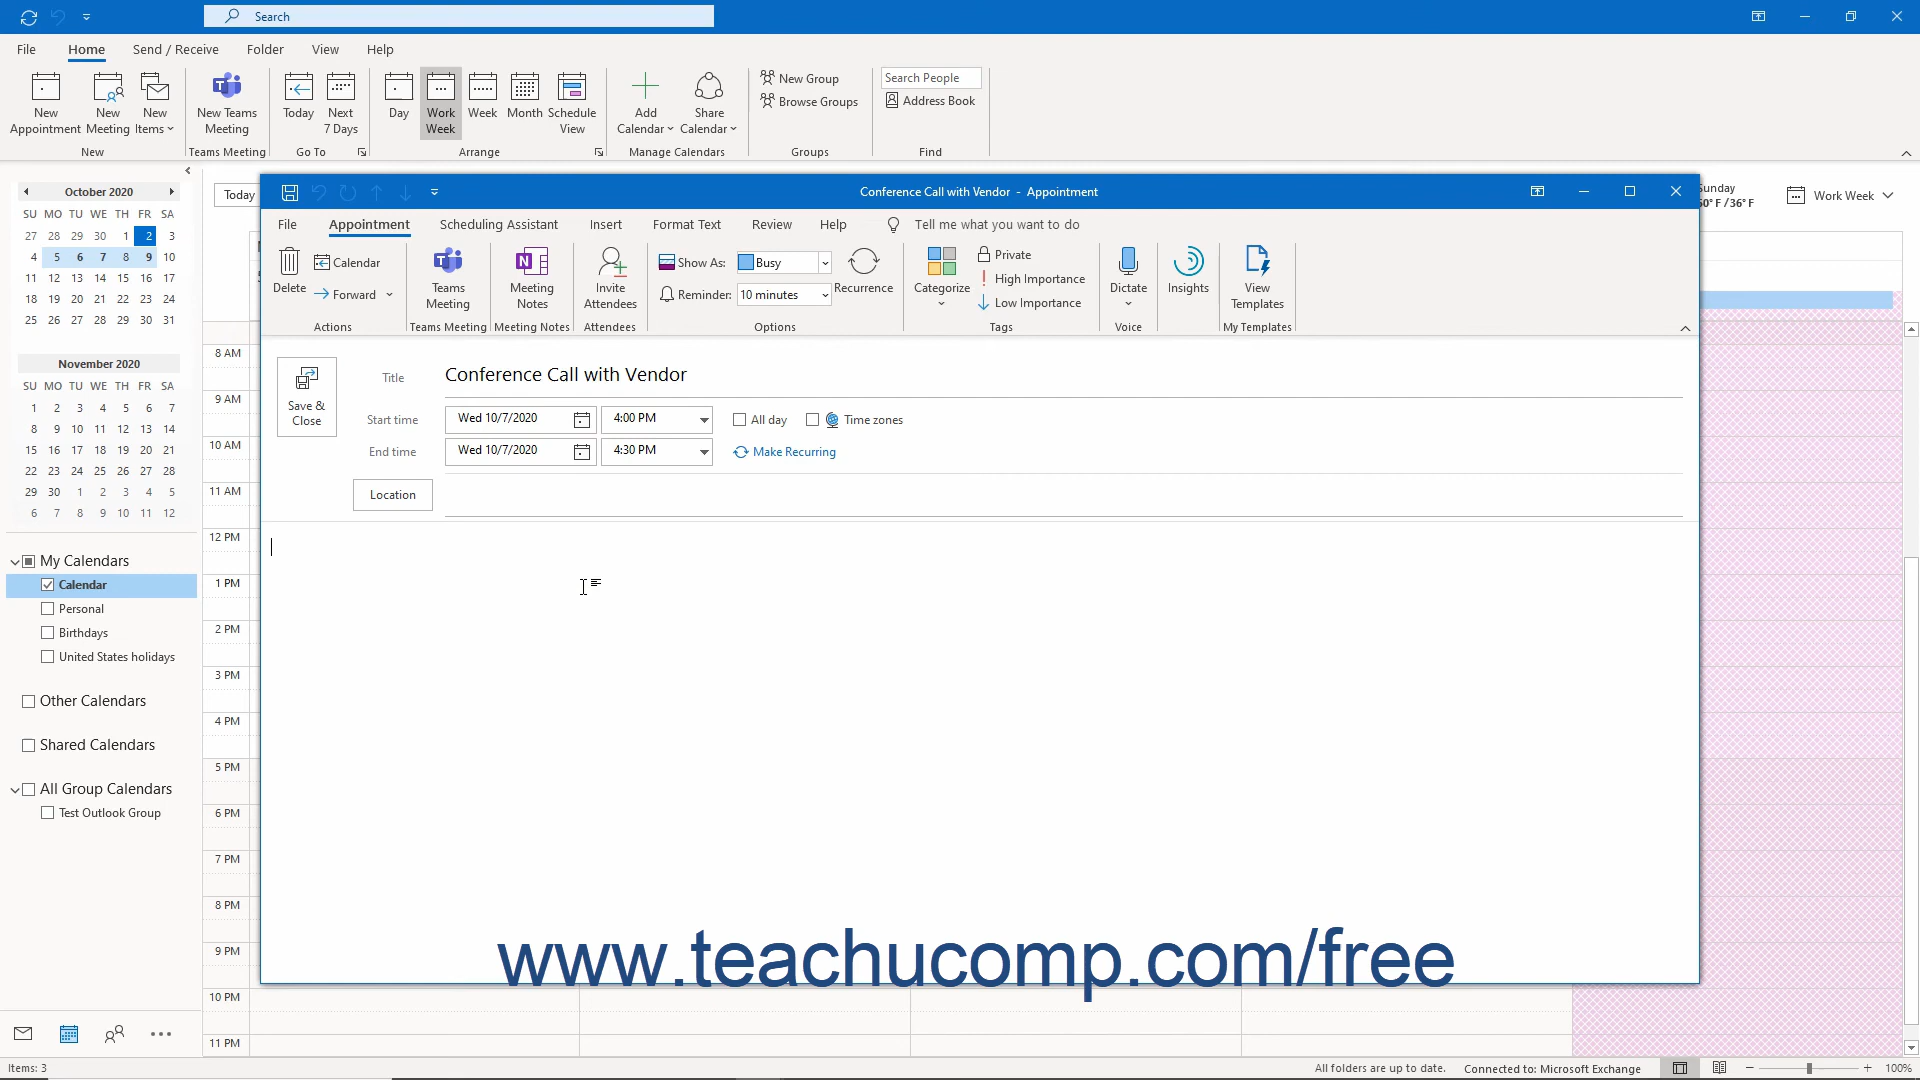 Search
File Home Send / Receive Folder View Help
New Appointment
New Meeting
New Items
New
New Teams Meeting
Teams Meeting
Today
Next 7 Days
Go To
Day
Work Week
Week
Month
Schedule View
Arrange
Add Calendar
Share Calendar
Manage Calendars
New Group
Browse Groups
Groups
Search People
Address Book
Find
October 2020
SU MO TU WE TH FR SA
27 28 29 30 1 2 3
4 5 6 7 8 9 10
11 12 13 14 15 16 17
18 19 20 21 22 23 24
25 26 27 28 29 30 31
November 2020
SU MO TU WE TH FR SA
1 2 3 4 5 6 7
8 9 10 11 12 13 14
15 16 17 18 19 20 21
22 23 24 25 26 27 28
29 30 1 2 3 4 5
6 7 8 9 10 11 12
My Calendars
Calendar
Personal
Birthdays
United States holidays
Other Calendars
Shared Calendars
All Group Calendars
Test Outlook Group
Today
Sunday
50° F / 36° F
Work Week
8 AM
9 AM
10 AM
11 AM
12 PM
1 PM
2 PM
3 PM
4 PM
5 PM
6 PM
7 PM
8 PM
9 PM
10 PM
11 PM
Conference Call with Vendor - Appointment
File Appointment Scheduling Assistant Insert Format Text Review Help Tell me what you want to do
Delete
Calendar
Forward
Actions
Teams Meeting
Teams Meeting
Meeting Notes
Meeting Notes
Invite Attendees
Attendees
Show As: Busy
Reminder: 10 minutes
Recurrence
Options
Categorize
Private
High Importance
Low Importance
Tags
Dictate
Voice
Insights
View Templates
My Templates
Save & Close
Title Conference Call with Vendor
Start time Wed 10/7/2020 4:00 PM All day Time zones
End time Wed 10/7/2020 4:30 PM Make Recurring
Location
www.teachucomp.com/free
Items: 3
All folders are up to date. Connected to: Microsoft Exchange 100%